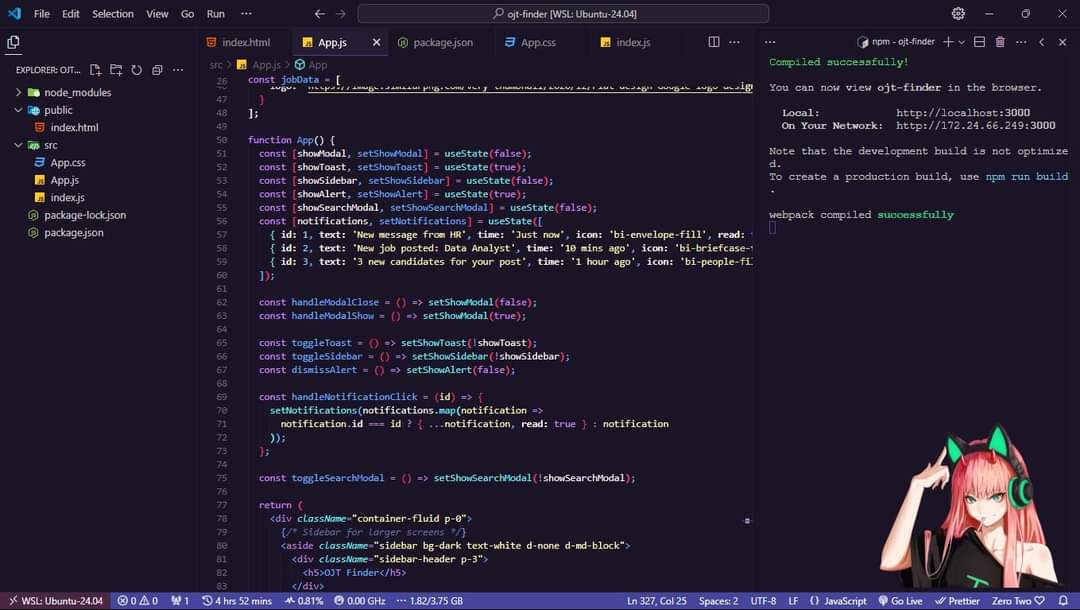 File Edit Selection View Go Run ··· ojt-finder [WSL: Ubuntu-24.04]
EXPLORER: OJT-...
node_modules
public
index.html
src
App.css
App.js
index.js
package-lock.json
package.json
index.html App.js package.json App.css index.js
src > App.js > App
26 const jobData = [
47 }
48 ];
49
50 function App() {
51 const [showModal, setShowModal] = useState(false);
52 const [showToast, setShowToast] = useState(true);
53 const [showSidebar, setShowSidebar] = useState(false);
54 const [showAlert, setShowAlert] = useState(true);
55 const [showSearchModal, setShowSearchModal] = useState(false);
56 const [notifications, setNotifications] = useState([
57 { id: 1, text: 'New message from HR', time: 'Just now', icon: 'bi-envelope-fill', read:
58 { id: 2, text: 'New job posted: Data Analyst', time: '10 mins ago', icon: 'bi-briefcase-
59 { id: 3, text: '3 new candidates for your post', time: '1 hour ago', icon: 'bi-people-fil
60 ]);
61
62 const handleModalClose = () => setShowModal(false);
63 const handleModalShow = () => setShowModal(true);
64
65 const toggleToast = () => setShowToast(!showToast);
66 const toggleSidebar = () => setShowSidebar(!showSidebar);
67 const dismissAlert = () => setShowAlert(false);
68
69 const handleNotificationClick = (id) => {
70 setNotifications(notifications.map(notification =>
71 notification.id === id ? { ...notification, read: true } : notification
72 ));
73 };
74
75 const toggleSearchModal = () => setShowSearchModal(!showSearchModal);
76
77 return (
78 <div className="container-fluid p-0">
79 {/* Sidebar for larger screens */}
80 <aside className="sidebar bg-dark text-white d-none d-md-block">
81 <div className="sidebar-header p-3">
82 <h5>OJT Finder</h5>
83 </div>
npm - ojt-finder
Compiled successfully!
You can now view ojt-finder in the browser.
Local: http://localhost:3000
On Your Network: http://172.24.66.249:3000
Note that the development build is not optimize
d.
To create a production build, use npm run build
.
webpack compiled successfully
WSL: Ubuntu-24.04 0 0 1 4 hrs 52 mins 0.81% 0.00 GHz 1.82/3.75 GB Ln 327, Col 25 Spaces: 2 UTF-8 LF {} JavaScript Go Live Prettier Zero Two